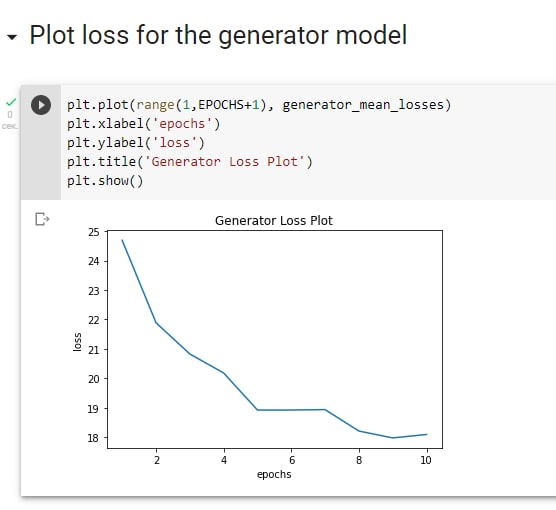 Plot loss for the generator model
0
сек.
plt.plot(range(1,EPOCHS+1), generator_mean_losses)
plt.xlabel('epochs')
plt.ylabel('loss')
plt.title('Generator Loss Plot')
plt.show()
Generator Loss Plot
25
24
23
22
21
20
19
18
loss
2 4 6 8 10
epochs